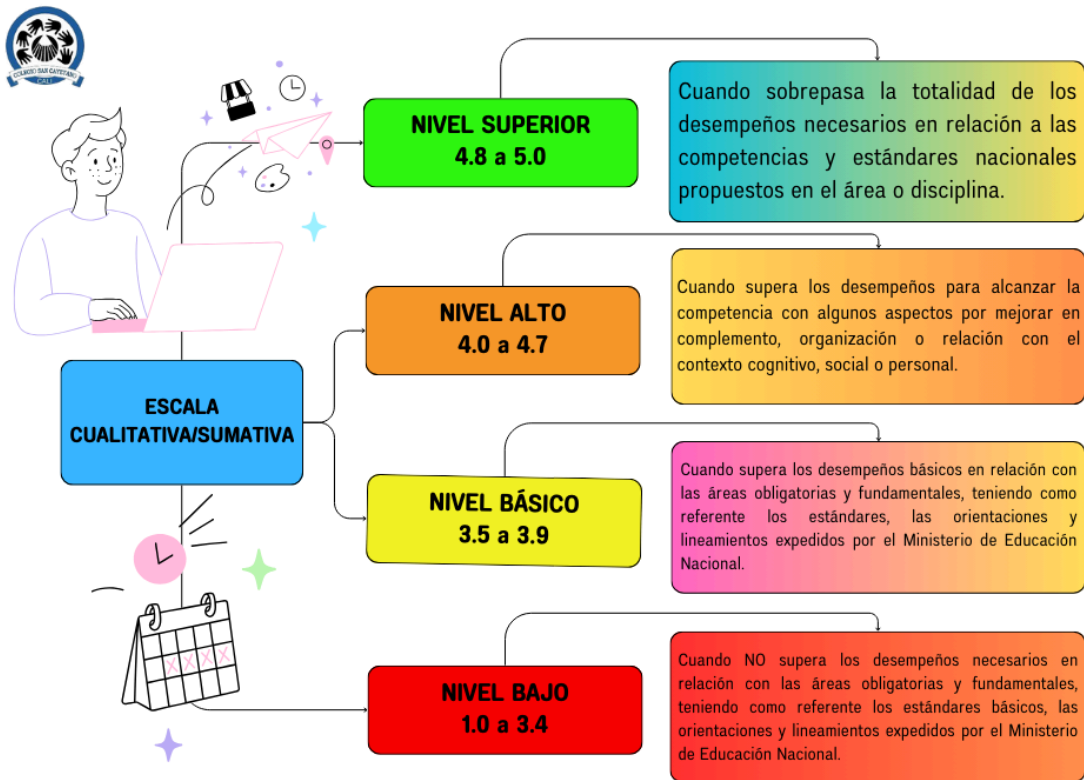 COLEGIO SAN CAYETANO
CALI
NIVEL SUPERIOR
4.8 a 5.0
Cuando sobrepasa la totalidad de los
desempeños necesarios en relación a las
competencias y estándares nacionales
propuestos en el área o disciplina.
NIVEL ALTO
4.0 a 4.7
Cuando supera los desempeños para alcanzar la
competencia con algunos aspectos por mejorar en
complemento, organización o relación con el
contexto cognitivo, social o personal.
ESCALA
CUALITATIVA/SUMATIVA
NIVEL BÁSICO
3.5 a 3.9
Cuando supera los desempeños básicos en relación con
las áreas obligatorias y fundamentales, teniendo como
referente los estándares, las orientaciones y
lineamientos expedidos por el Ministerio de Educación
Nacional.
NIVEL BAJO
1.0 a 3.4
Cuando NO supera los desempeños necesarios en
relación con las áreas obligatorias y fundamentales,
teniendo como referente los estándares básicos, las
orientaciones y lineamientos expedidos por el Ministerio
de Educación Nacional.